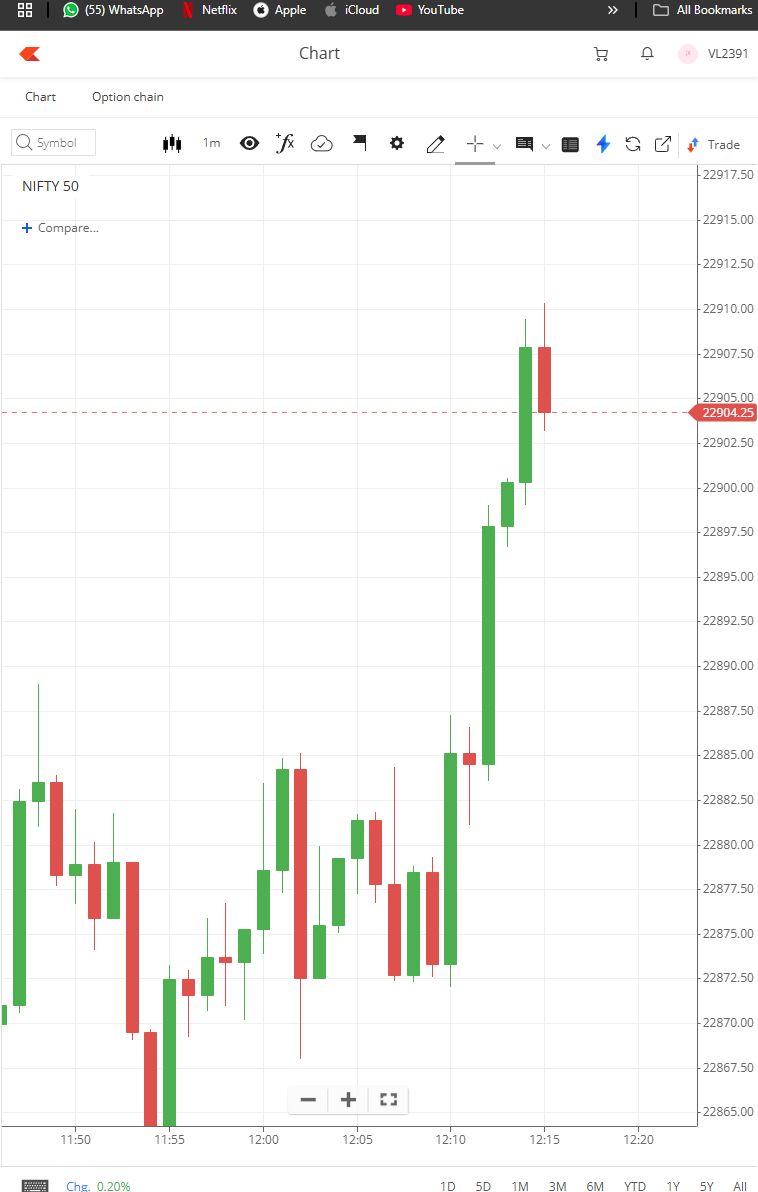 (55) WhatsApp Netflix Apple iCloud YouTube » All Bookmarks
Chart VL2391
Chart Option chain
Symbol 1m fx Trade
NIFTY 50
+ Compare...
22917.50
22915.00
22912.50
22910.00
22907.50
22905.00
22904.25
22902.50
22900.00
22897.50
22895.00
22892.50
22890.00
22887.50
22885.00
22882.50
22880.00
22877.50
22875.00
22872.50
22870.00
22867.50
22865.00
11:50 11:55 12:00 12:05 12:10 12:15 12:20
Chg. 0.20% 1D 5D 1M 3M 6M YTD 1Y 5Y All